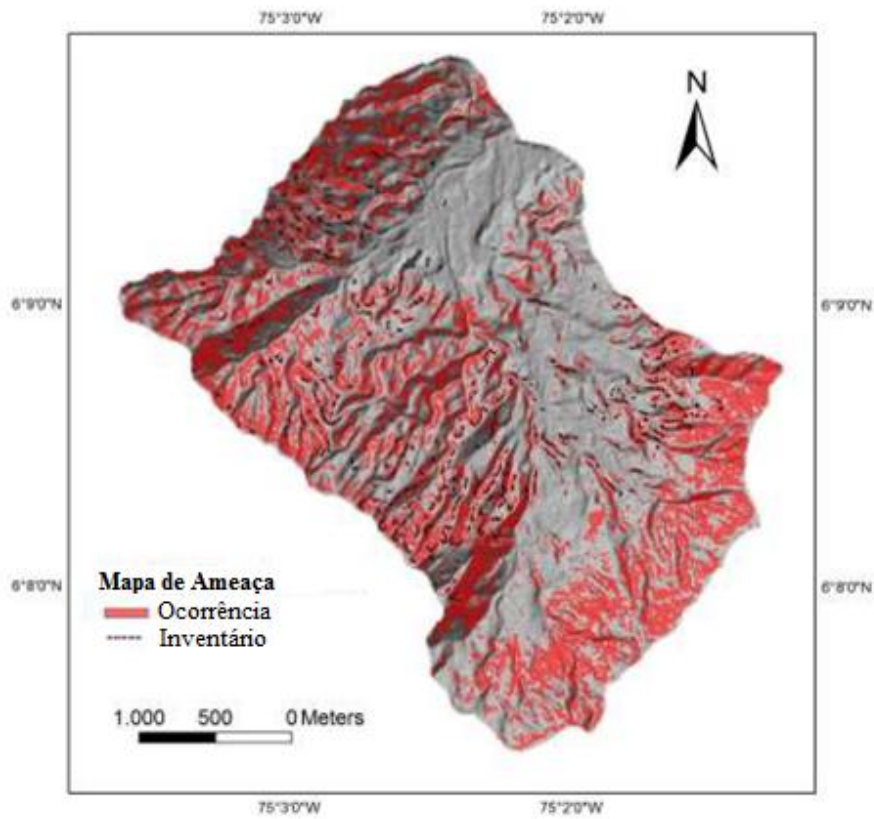 75°3'0"W 75°2'0"W
N
6°9'0"N 6°9'0"N
6°8'0"N 6°8'0"N
Mapa de Ameaça
Ocorrência
Inventário
1.000 500 0 Meters
75°3'0"W 75°2'0"W